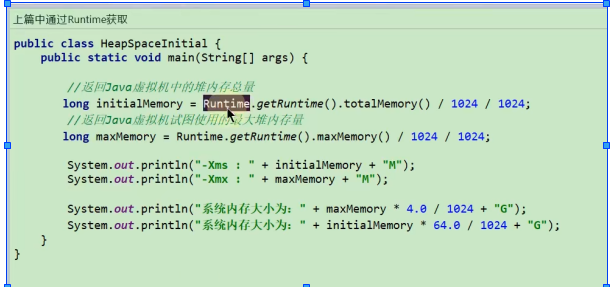 上篇中通过Runtime获取
public class HeapSpaceInitial {
public static void main(String[] args) {
//返回Java虚拟机中的堆内存总量
long initialMemory = Runtime.getRuntime().totalMemory() / 1024 / 1024;
//返回Java虚拟机试图使用的最大堆内存量
long maxMemory = Runtime.getRuntime().maxMemory() / 1024 / 1024;
System.out.println("-Xms : " + initialMemory + "M");
System.out.println("-Xmx : " + maxMemory + "M");
System.out.println("系统内存大小为: " + maxMemory * 4.0 / 1024 + "G");
System.out.println("系统内存大小为: " + initialMemory * 64.0 / 1024 + "G");
}
}